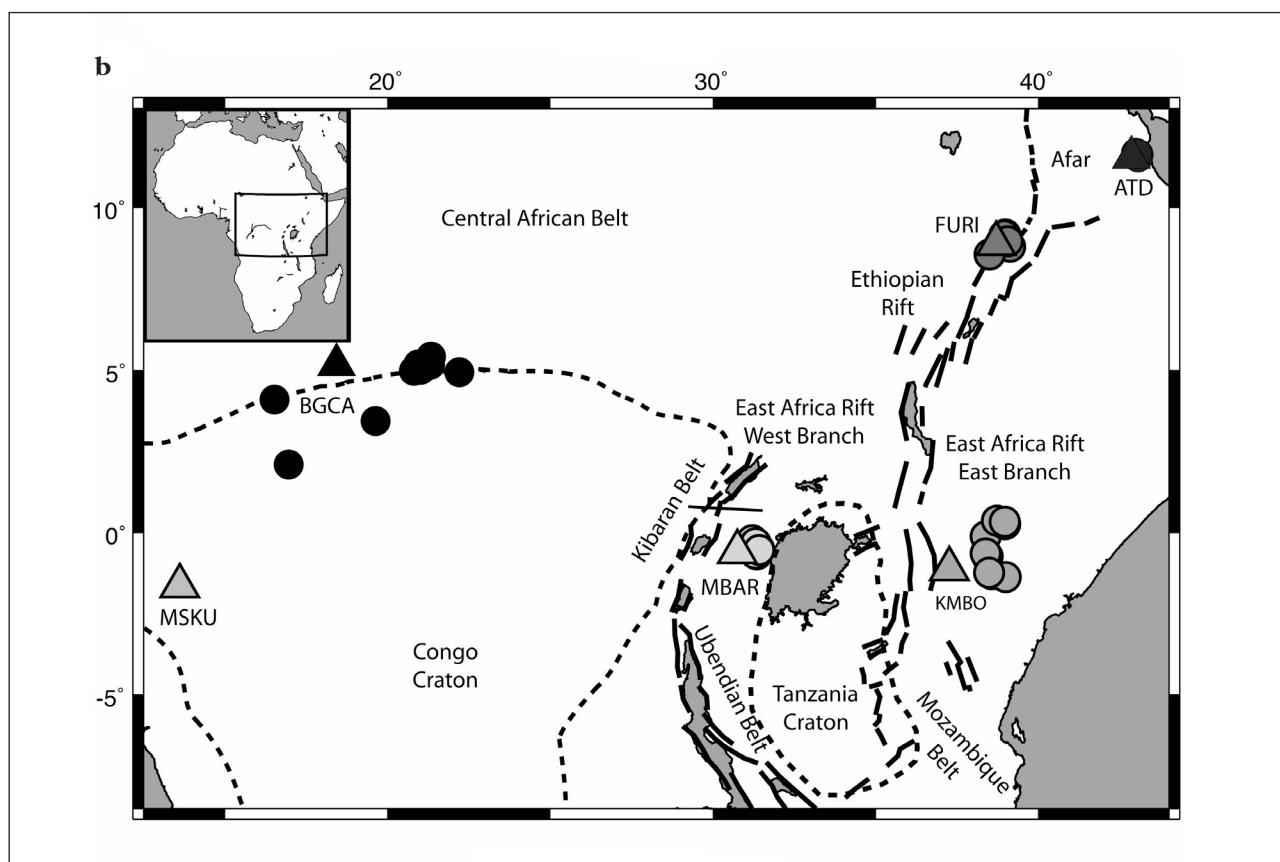 b
20°
30°
40°
10°
5°
0°
-5°
Afar
ATD
Central African Belt
FURI
Ethiopian
Rift
BGCA
East Africa Rift
West Branch
East Africa Rift
East Branch
Kibaran Belt
MBAR
KMBO
MSKU
Congo
Craton
Ubendian Belt
Tanzania
Craton
Mozambique
Belt